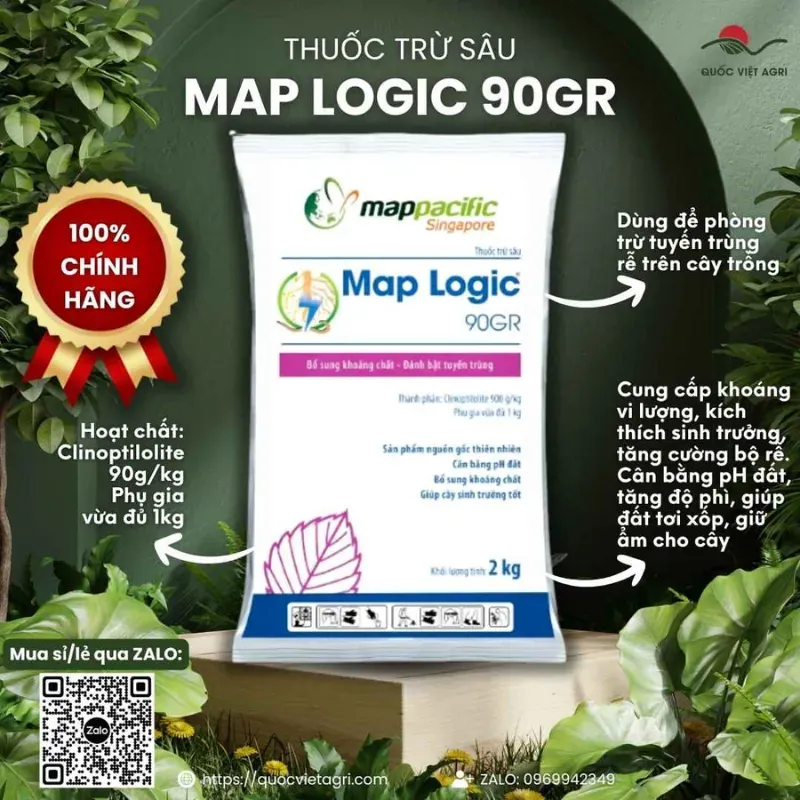 THUỐC TRỪ SÂU
MAP LOGIC 90GR
QUỐC VIỆT AGRI
100%
CHÍNH
HÃNG
mappacific
Singapore
Thuốc trừ sâu
Map Logic
90GR
Bổ sung khoáng chất - Đánh bật tuyến trùng
Thành phần: Clinoptilolite 900 g/kg
Phụ gia vừa đủ 1 kg
Sản phẩm nguồn gốc thiên nhiên
Cân bằng pH đất
Bổ sung khoáng chất
Giúp cây sinh trưởng tốt
Khối lượng tịnh: 2 kg
Dùng để phòng
trừ tuyến trùng
rễ trên cây trồng
Cung cấp khoáng
vi lượng, kích
thích sinh trưởng,
tăng cường bộ rễ.
Cân bằng pH đất,
tăng độ phì, giúp
đất tơi xốp, giữ
ẩm cho cây
Hoạt chất:
Clinoptilolite
90g/kg
Phụ gia
vừa đủ 1kg
Mua sỉ/lẻ qua ZALO:
Zalo
https://quocvietagri.com
ZALO: 0969942349